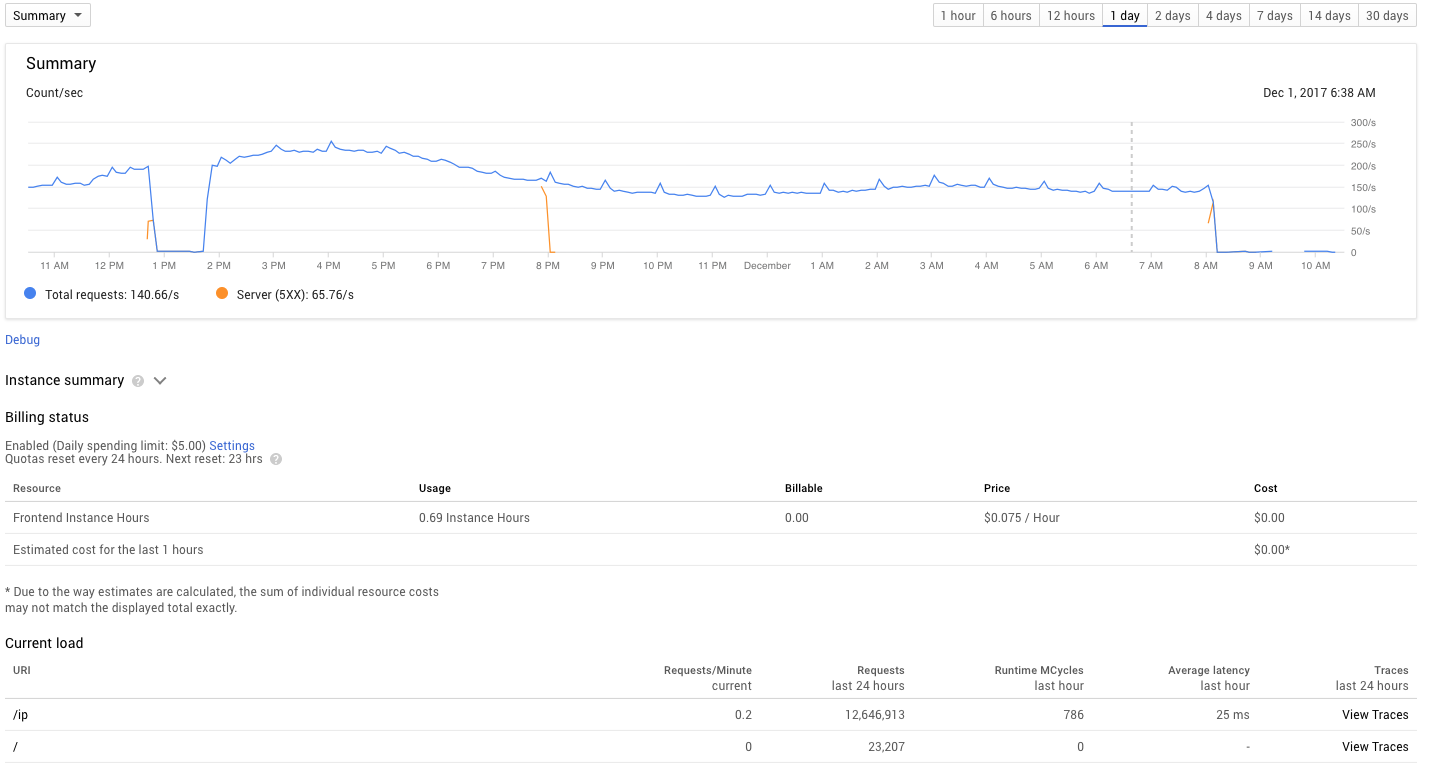 Summary
1 hour 6 hours 12 hours 1 day 2 days 4 days 7 days 14 days 30 days
Summary
Count/sec Dec 1, 2017 6:38 AM
300/s
250/s
200/s
150/s
100/s
50/s
0
11 AM 12 PM 1 PM 2 PM 3 PM 4 PM 5 PM 6 PM 7 PM 8 PM 9 PM 10 PM 11 PM December 1 AM 2 AM 3 AM 4 AM 5 AM 6 AM 7 AM 8 AM 9 AM 10 AM
Total requests: 140.66/s Server (5XX): 65.76/s
Debug
Instance summary ?
Billing status
Enabled (Daily spending limit: $5.00) Settings
Quotas reset every 24 hours. Next reset: 23 hrs ?
Resource Usage Billable Price Cost
Frontend Instance Hours 0.69 Instance Hours 0.00 $0.075 / Hour $0.00
Estimated cost for the last 1 hours $0.00*
* Due to the way estimates are calculated, the sum of individual resource costs
may not match the displayed total exactly.
Current load
URI Requests/Minute Requests Runtime MCycles Average latency Traces
current last 24 hours last hour last hour last 24 hours
/ip 0.2 12,646,913 786 25 ms View Traces
/ 0 23,207 0 - View Traces